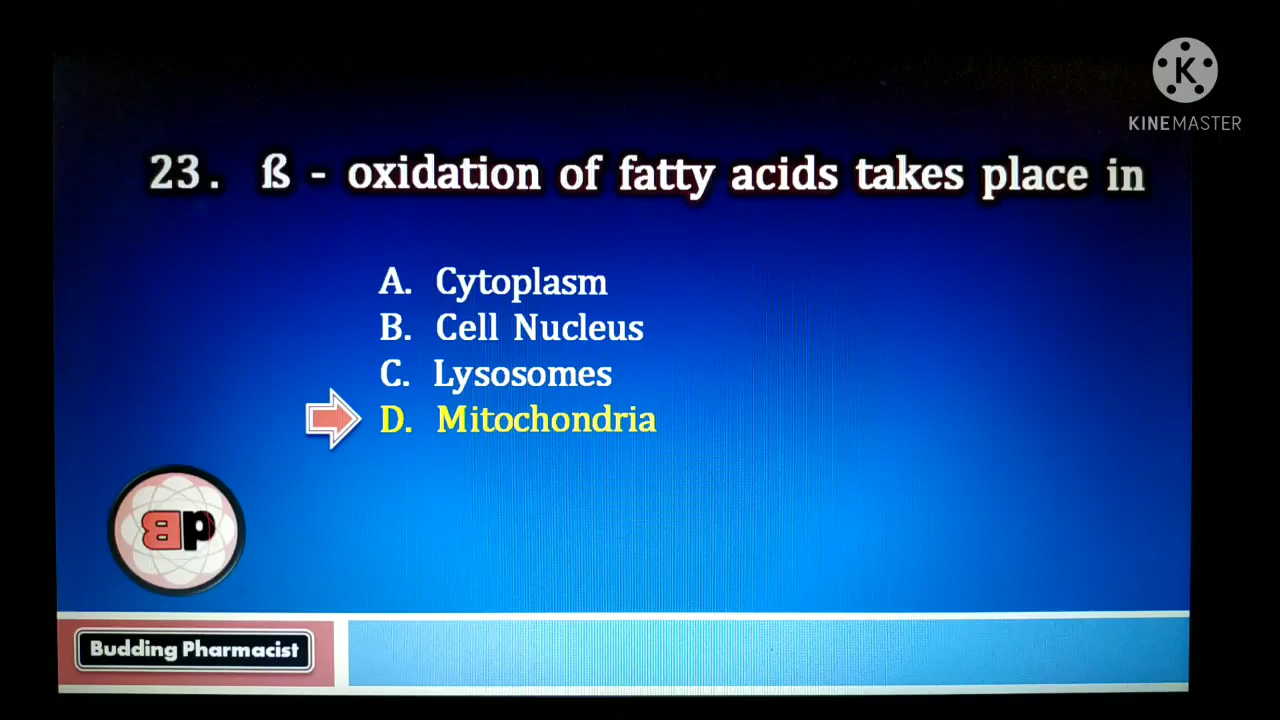 KINEMASTER
23. ß - oxidation of fatty acids takes place in
A. Cytoplasm
B. Cell Nucleus
C. Lysosomes
D. Mitochondria
BP
Budding Pharmacist